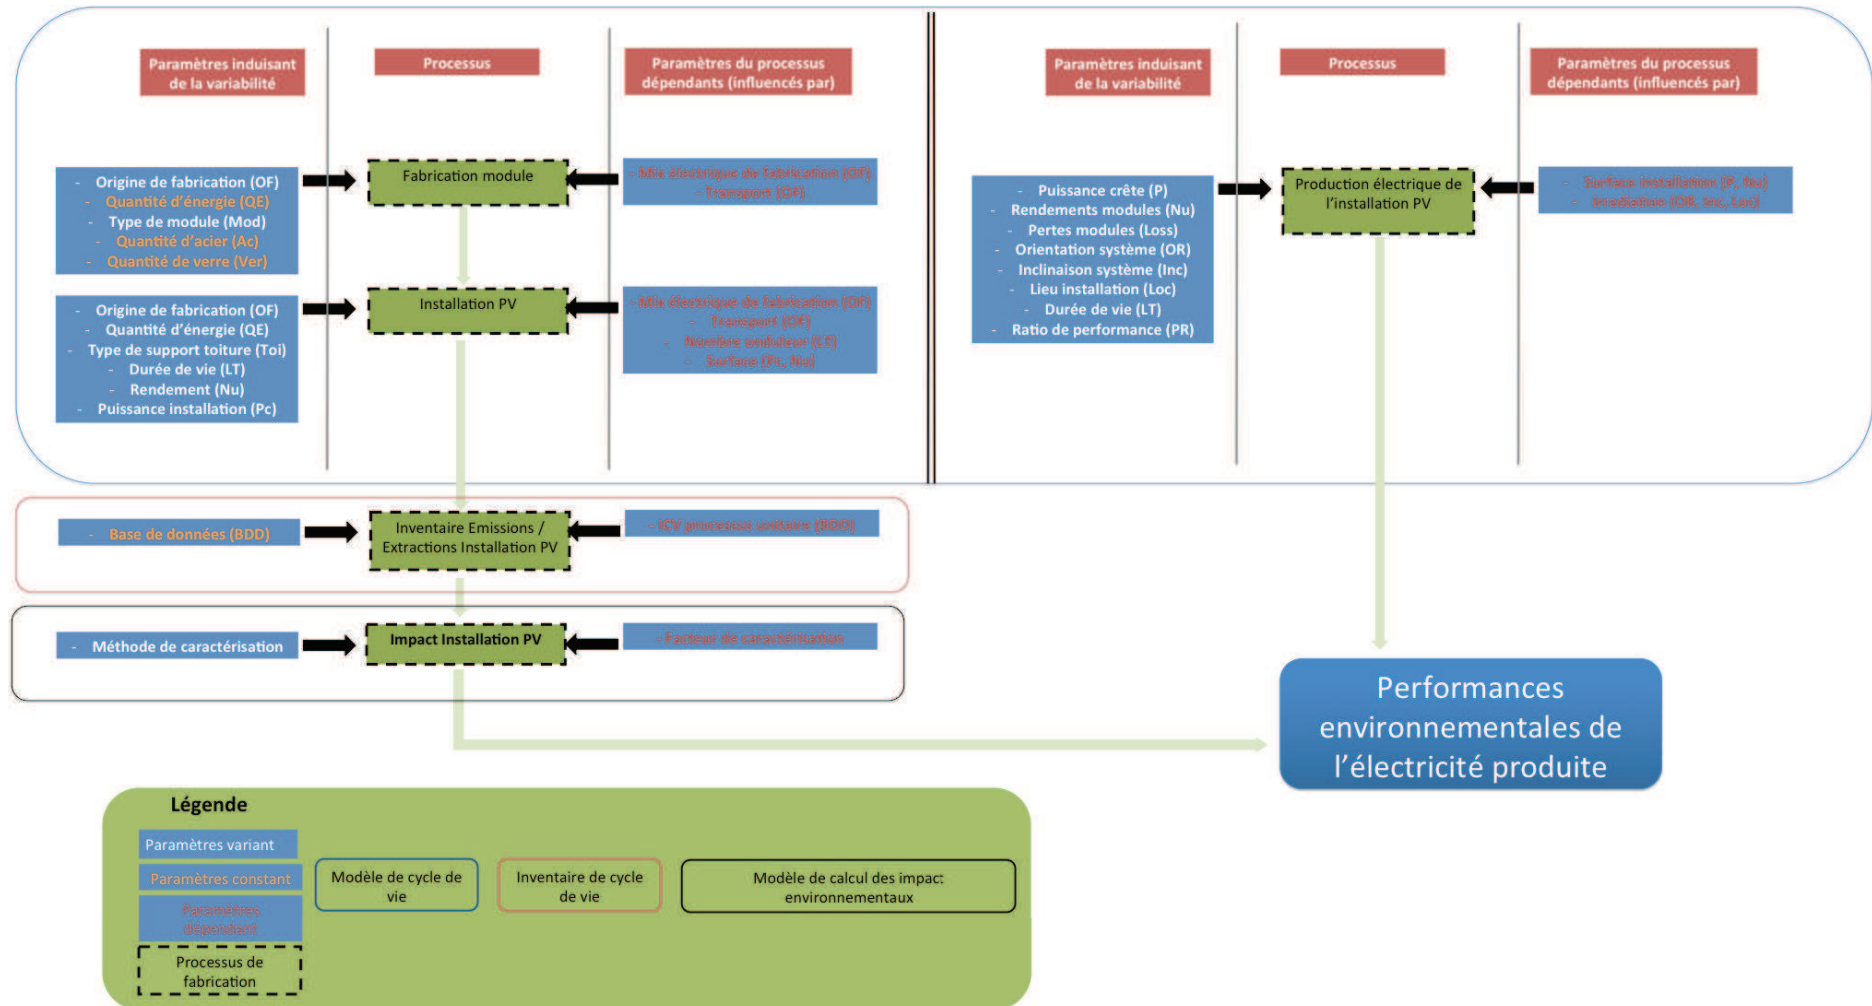 Paramètres induisant
de la variabilité
Processus
Paramètres du processus
dépendants (influencés par)
- Origine de fabrication (OF)
- Quantité d'énergie (QE)
- Type de module (Mod)
- Quantité d'acier (Ac)
- Quantité de verre (Ver)
Fabrication module
- Mix électrique de fabrication (OF)
- Transport (OF)
- Origine de fabrication (OF)
- Quantité d'énergie (QE)
- Type de support toiture (Toi)
- Durée de vie (LT)
- Rendement (Nu)
- Puissance installation (Pc)
Installation PV
- Mix électrique de fabrication (OF)
- Transport (OF)
- Nombre onduleur (LT)
- Surface (Pc, Nu)
Paramètres induisant
de la variabilité
Processus
Paramètres du processus
dépendants (influencés par)
- Puissance crête (P)
- Rendements modules (Nu)
- Pertes modules (Loss)
- Orientation système (OR)
- Inclinaison système (Inc)
- Lieu installation (Loc)
- Durée de vie (LT)
- Ratio de performance (PR)
Production électrique de
l'installation PV
- Surface installation (P, Nu)
- Irradiation (OR, Inc, Loc)
- Base de données (BDD)
Inventaire Emissions /
Extractions Installation PV
- ICV processus unitaire (BDD)
- Méthode de caractérisation
Impact Installation PV
- Facteur de caractérisation
Performances
environnementales de
l'électricité produite
Légende
Paramètres variant
Paramètres constant
Paramètres
dépendant
Processus de
fabrication
Modèle de cycle de
vie
Inventaire de cycle
de vie
Modèle de calcul des impact
environnementaux